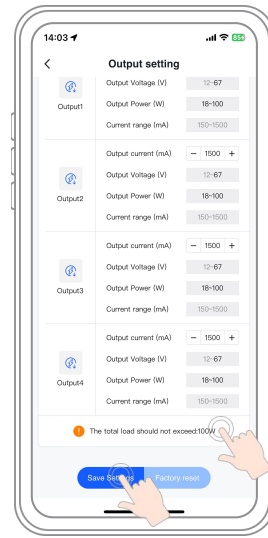 14:03
85
Output setting
Output Voltage (V) 12-67
Output1
Output Power (W) 18~100
Current range (mA) 150~1500
Output current (mA) − 1500 +
Output Voltage (V) 12-67
Output2
Output Power (W) 18~100
Current range (mA) 150~1500
Output current (mA) − 1500 +
Output Voltage (V) 12-67
Output3
Output Power (W) 18~100
Current range (mA) 150~1500
Output current (mA) − 1500 +
Output Voltage (V) 12-67
Output4
Output Power (W) 18~100
Current range (mA) 150~1500
! The total load should not exceed:100W
Save Settings Factory reset